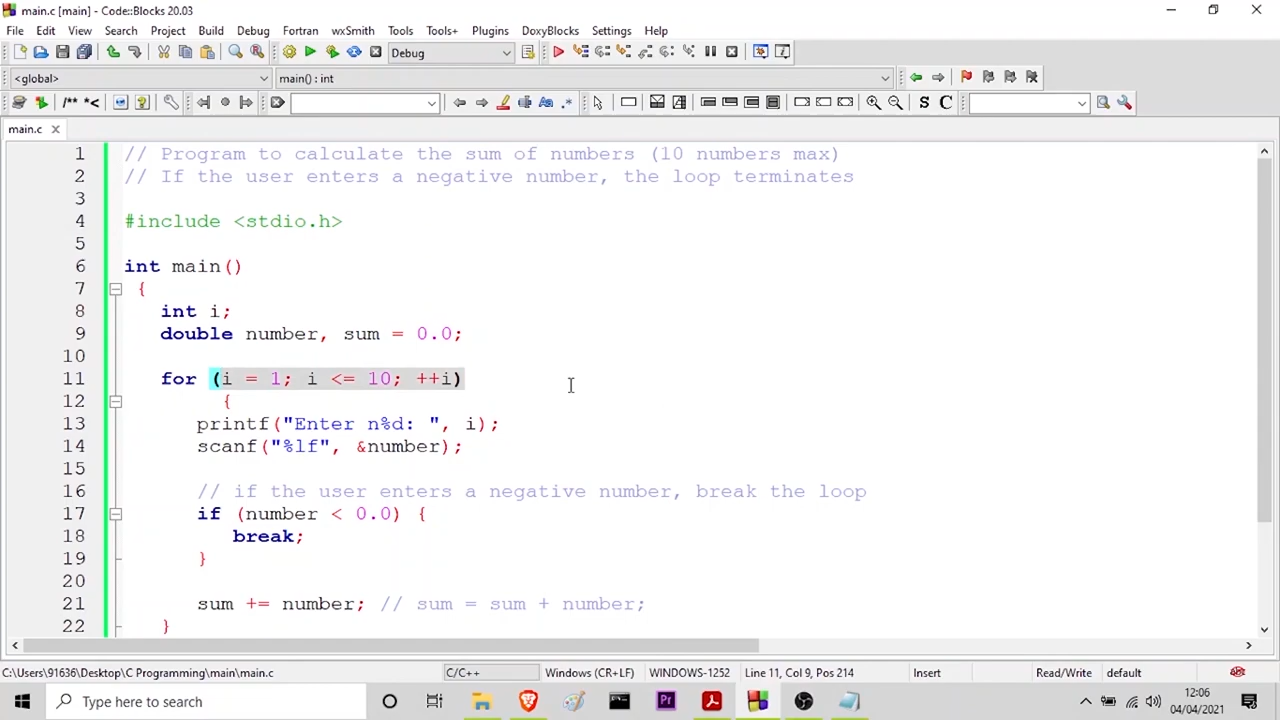 main.c [main] - Code::Blocks 20.03
File Edit View Search Project Build Debug Fortran wxSmith Tools Tools+ Plugins DoxyBlocks Settings Help
Debug
<global> main() : int
/** *< Aa .* S C
main.c
1 // Program to calculate the sum of numbers (10 numbers max)
2 // If the user enters a negative number, the loop terminates
3
4 #include <stdio.h>
5
6 int main()
7 {
8 int i;
9 double number, sum = 0.0;
10
11 for (i = 1; i <= 10; ++i)
12 {
13 printf("Enter n%d: ", i);
14 scanf("%lf", &number);
15
16 // if the user enters a negative number, break the loop
17 if (number < 0.0) {
18 break;
19 }
20
21 sum += number; // sum = sum + number;
22 }
C:\Users\91636\Desktop\C Programming\main\main.c C/C++ Windows (CR+LF) WINDOWS-1252 Line 11, Col 9, Pos 214 Insert Read/Write default
Type here to search Pr 12:06
04/04/2021